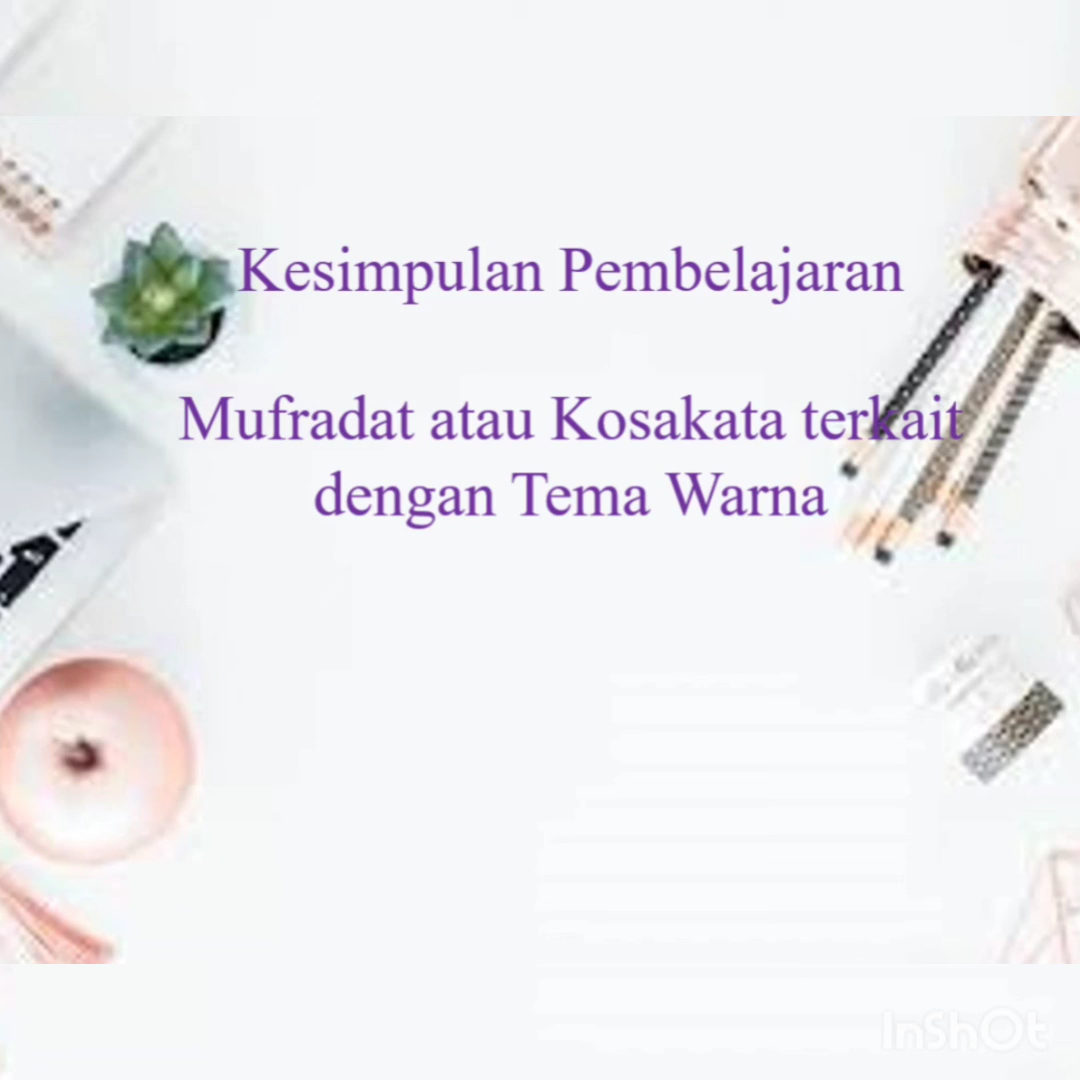 Kesimpulan Pembelajaran
Mufradat atau Kosakata terkait
dengan Tema Warna
InShOt